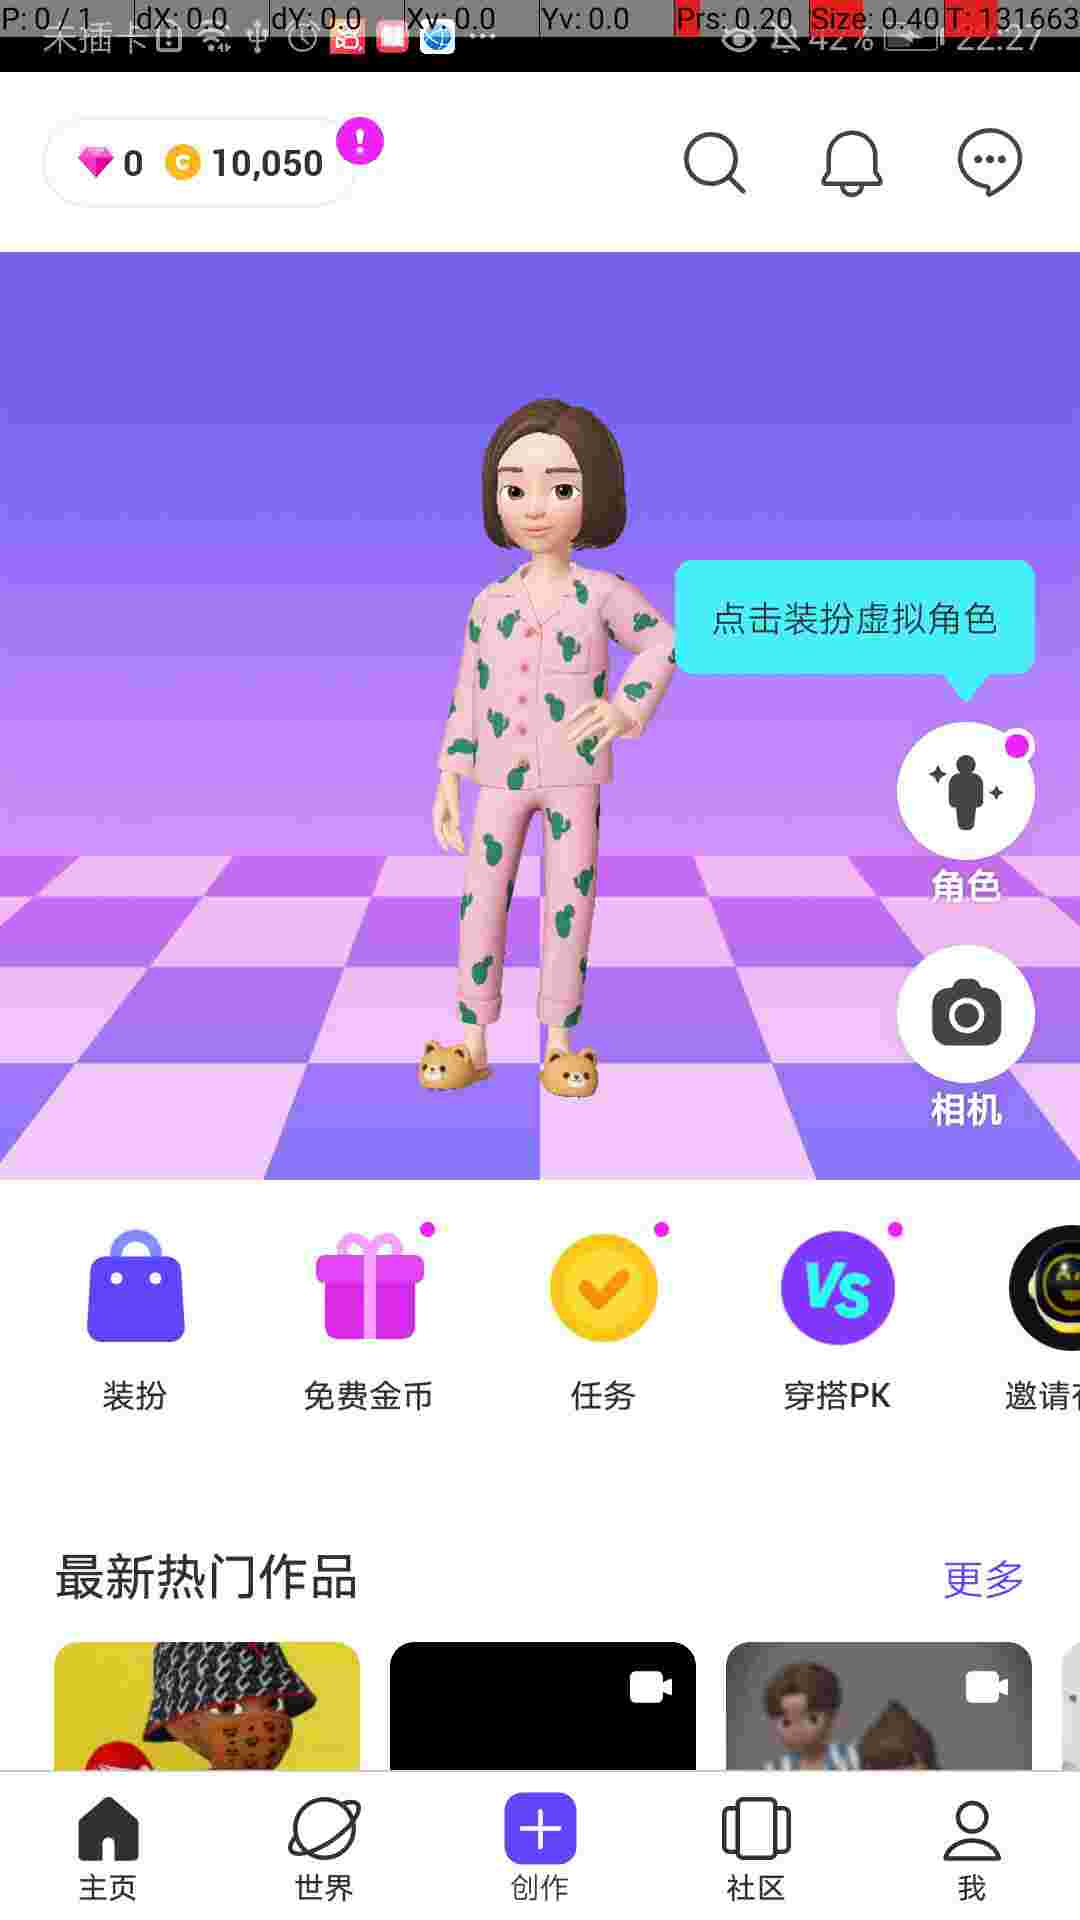 P: 0 / 1 dX: 0.0 dY: 0.0 Xv: 0.0 Yv: 0.0 Prs: 0.20 Size: 0.40 T: 131663
未插卡 42% 22:27
0 10,050
点击装扮虚拟角色
角色
相机
VS
装扮 免费金币 任务 穿搭PK 邀请
最新热门作品 更多
主页 世界 创作 社区 我